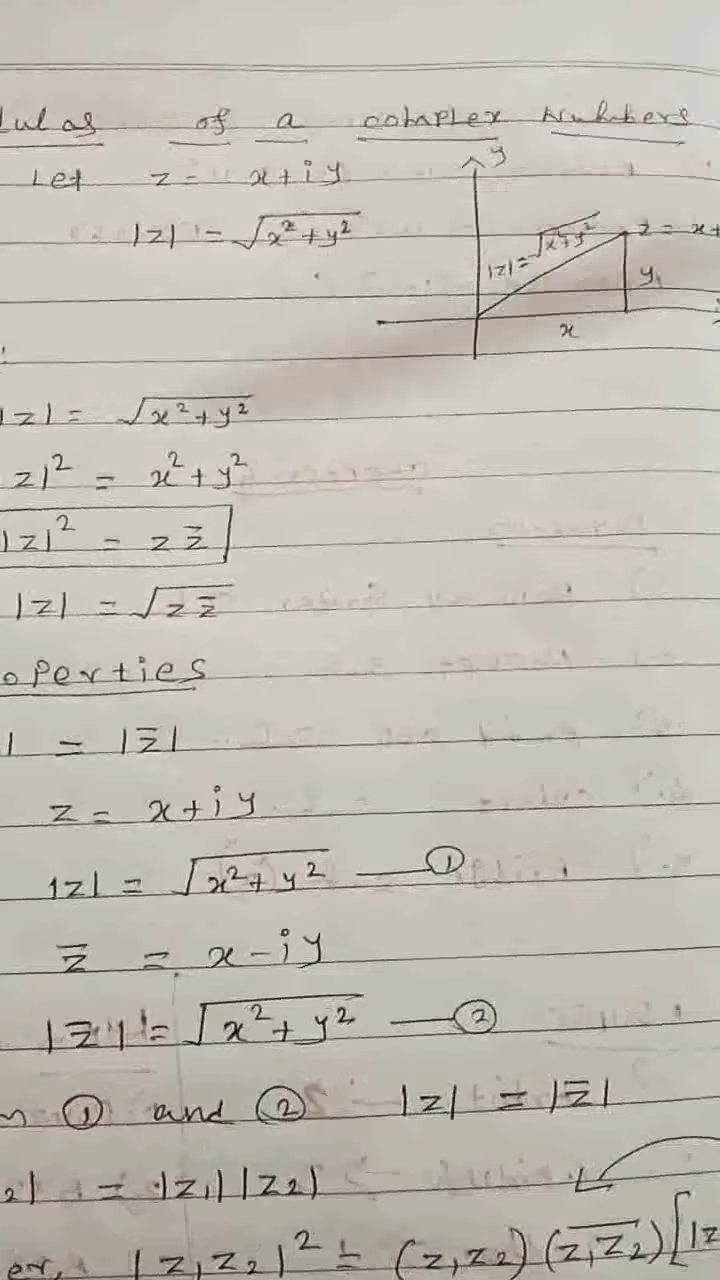 lulas of a complex Numbers
Let z = x+iy
|z| = √x²+y²
y
|z|=√x²+y²
z = x+
y
x
|z| = √x²+y²
z|² = x²+y²
|z|² = z z̄
|z| = √z z̄
operties
| = |z̄|
z = x+iy
|z| = √x²+y² — ①
z̄ = x-iy
|z̄| = √x²+y² — ②
m ① and ② |z| = |z̄|
₂| = |z₁||z₂|
er, |z₁z₂|² = (z₁z₂)(z̄₁z̄₂)[|z